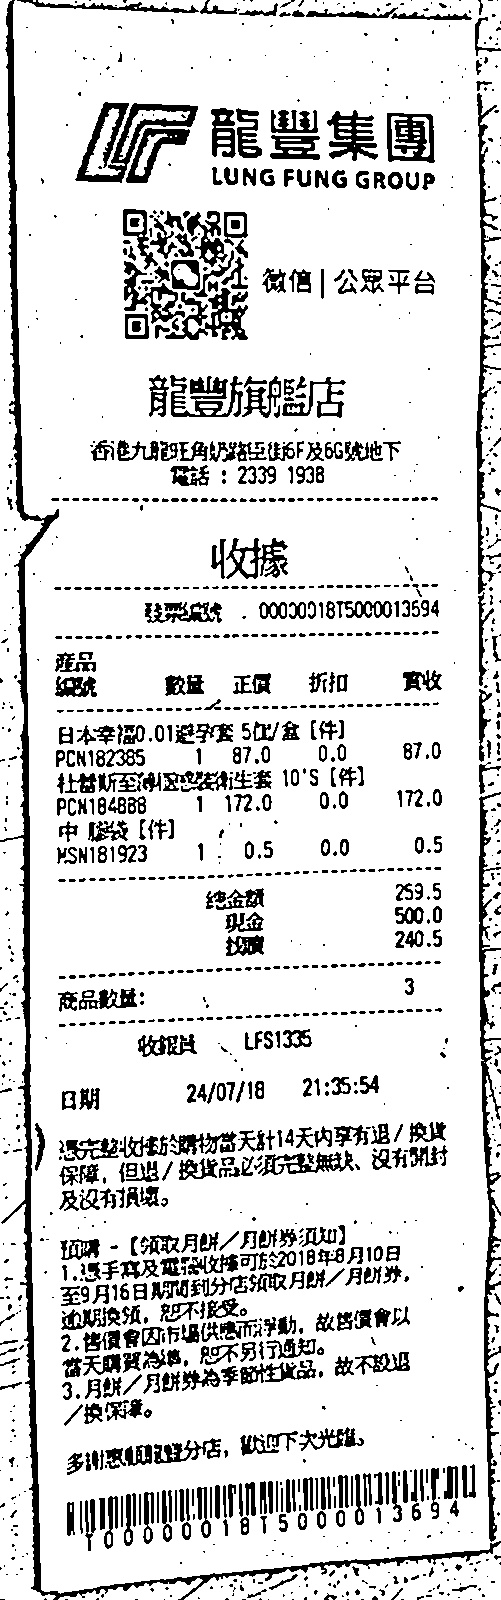 龍豐集團
LUNG FUNG GROUP
微信 | 公眾平台
龍豐旗艦店
香港九龍旺角奶路臣街6F及6G號地下
電話 : 2339 1938
收據
發票編號 . 00000018T5000013694
產品
編號 數量 正價 折扣 實收
日本幸福0.01避孕套 5個/盒 [件]
PCN182385 1 87.0 0.0 87.0
杜蕾斯至薄 裝衛生套 10'S [件]
PCN184888 1 172.0 0.0 172.0
中 膠袋 [件]
MSN181923 1 0.5 0.0 0.5
總金額 259.5
現金 500.0
找贖 240.5
商品數量: 3
收銀員 LFS1335
日期 24/07/18 21:35:54
憑完整收據於購物當天計14天內享有退/換貨
保障, 但退/換貨品必須完整無缺、沒有開封
及沒有損壞。
預購 - [領取月餅/月餅券須知]
1.憑手寫及電腦收據可於2018年8月10日
至9月16日期間到分店領取月餅/月餅券,
逾期換領, 恕不接受。
2.售價會因市場供應而浮動, 故售價會以
當天購買為準, 恕不另行通知。
3.月餅/月餅券為季節性貨品, 故不設退
/換保障。
多謝惠顧龍豐分店, 歡迎下次光臨。
T00000018T5000013694